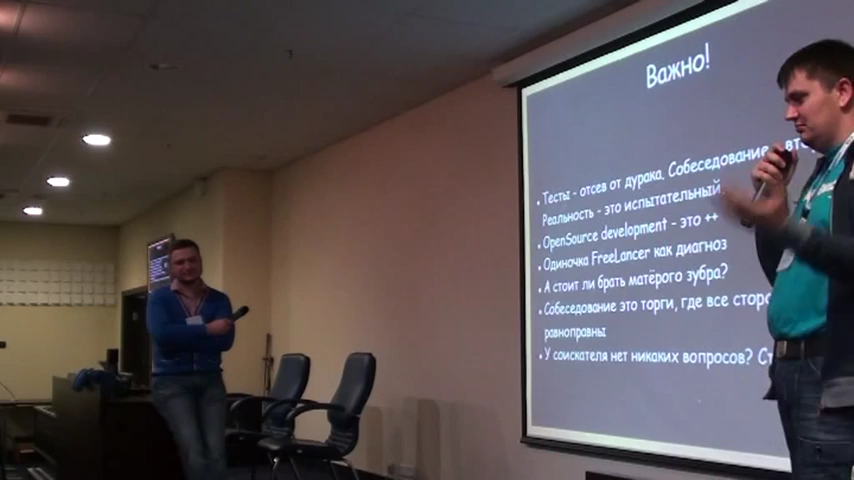 Важно!
Тесты - отсев от дурака. Собеседование -
Реальность - это испытательный
OpenSource development - это ++
Одиночка FreeLancer как диагноз
А стоит ли брать матёрого зубра?
Собеседование это торги, где все
равноправны
У соискателя нет никаких вопросов?